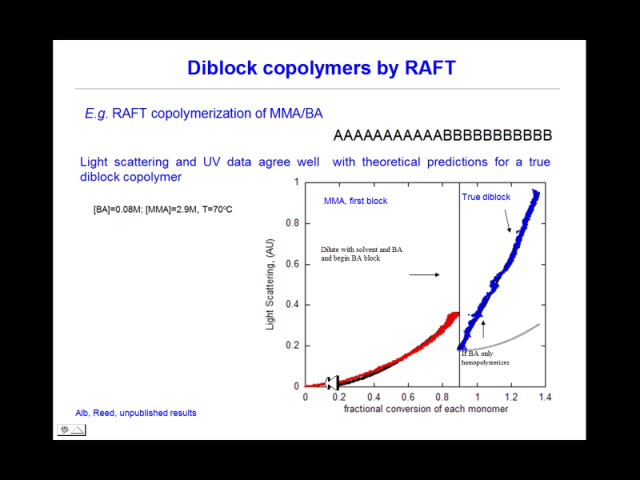 Diblock copolymers by RAFT
E.g. RAFT copolymerization of MMA/BA
AAAAAAAAAAABBBBBBBBBBB
Light scattering and UV data agree well with theoretical predictions for a true
diblock copolymer
[BA]=0.08M; [MMA]=2.9M, T=70ºC
MMA, first block
True diblock
Dilute with solvent and BA
and begin BA block
If BA only
homopolymerizes
Light Scattering, (AU)
1
0.8
0.6
0.4
0.2
0
0 0.2 0.4 0.6 0.8 1 1.2 1.4
fractional conversion of each monomer
Alb, Reed, unpublished results